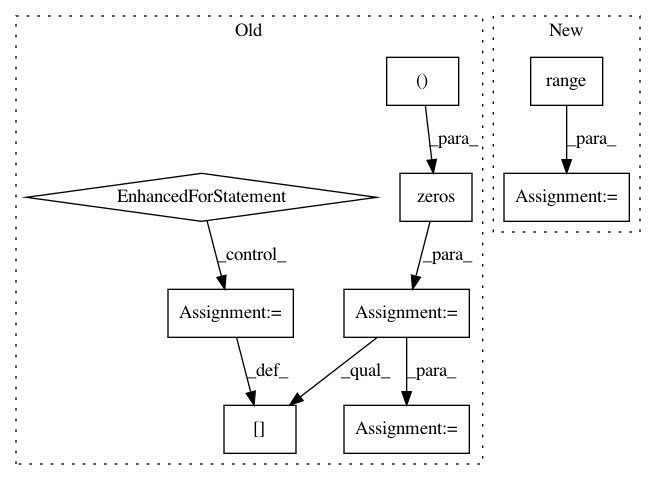 Old
New
()
range
_para_
_para_
EnhancedForStatement
zeros
Assignment:=
_control_
_para_
Assignment:=
Assignment:=
_def_
_qual_
_para_
[]
Assignment:=